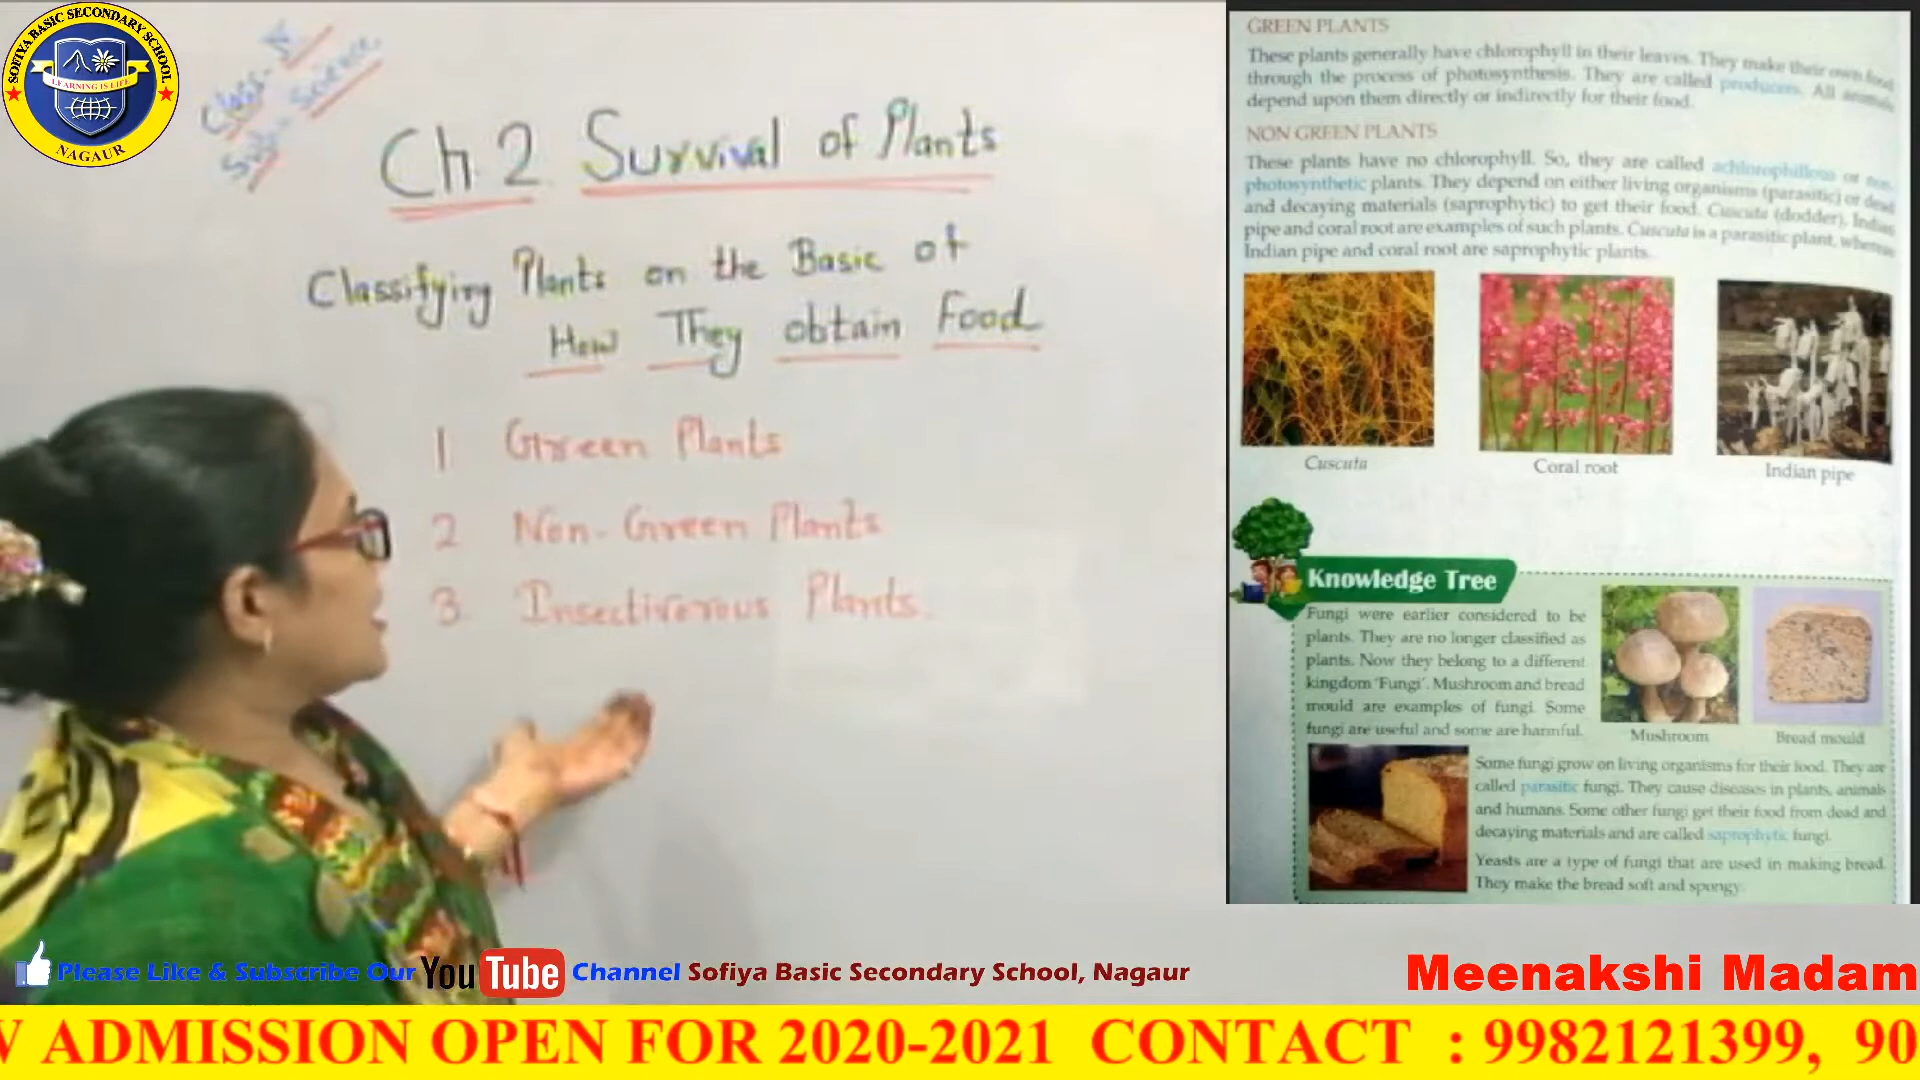 SOFIYA BASIC SECONDARY SCHOOL
LEARNING IS LIFE
NAGAUR
Class - V
Sub - Science.
Ch. 2 Survival of Plants
Classifying Plants on the Basic of
How They obtain Food
1 Green Plants
2 Non-Green Plants
3. Insectivorous Plants.
GREEN PLANTS
These plants generally have chlorophyll in their leaves. They make their own food
through the process of photosynthesis. They are called producers. All animals
depend upon them directly or indirectly for their food.
NON GREEN PLANTS
These plants have no chlorophyll. So, they are called achlorophillous or non-
photosynthetic plants. They depend on either living organisms (parasitic) or dead
and decaying materials (saprophytic) to get their food. Cuscuta (dodder), Indian
pipe and coral root are examples of such plants. Cuscuta is a parasitic plant, whereas
Indian pipe and coral root are saprophytic plants.
Cuscuta
Coral root
Indian pipe
Knowledge Tree
Fungi were earlier considered to be
plants. They are no longer classified as
plants. Now they belong to a different
kingdom 'Fungi'. Mushroom and bread
mould are examples of fungi. Some
fungi are useful and some are harmful.
Mushroom
Bread mould
Some fungi grow on living organisms for their food. They are
called parasitic fungi. They cause diseases in plants, animals
and humans. Some other fungi get their food from dead and
decaying materials and are called saprophytic fungi.
Yeasts are a type of fungi that are used in making bread.
They make the bread soft and spongy.
Please Like & Subscribe Our YouTube Channel Sofiya Basic Secondary School, Nagaur
Meenakshi Madam
ADMISSION OPEN FOR 2020-2021 CONTACT : 9982121399, 90